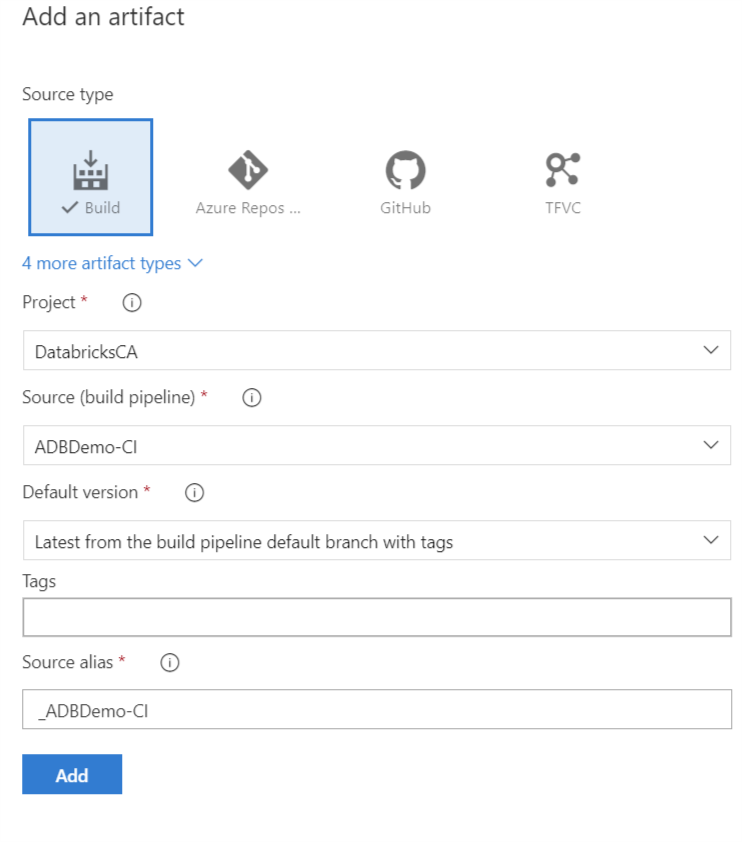 Add an artifact
Source type
Build
Azure Repos ...
GitHub
TFVC
4 more artifact types
Project *
DatabricksCA
Source (build pipeline) *
ADBDemo-CI
Default version *
Latest from the build pipeline default branch with tags
Tags
Source alias *
_ADBDemo-CI
Add